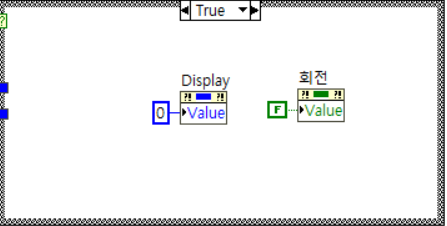 True
?
Display
회전
?! ?!
?! ?!
0
Value
F
Value